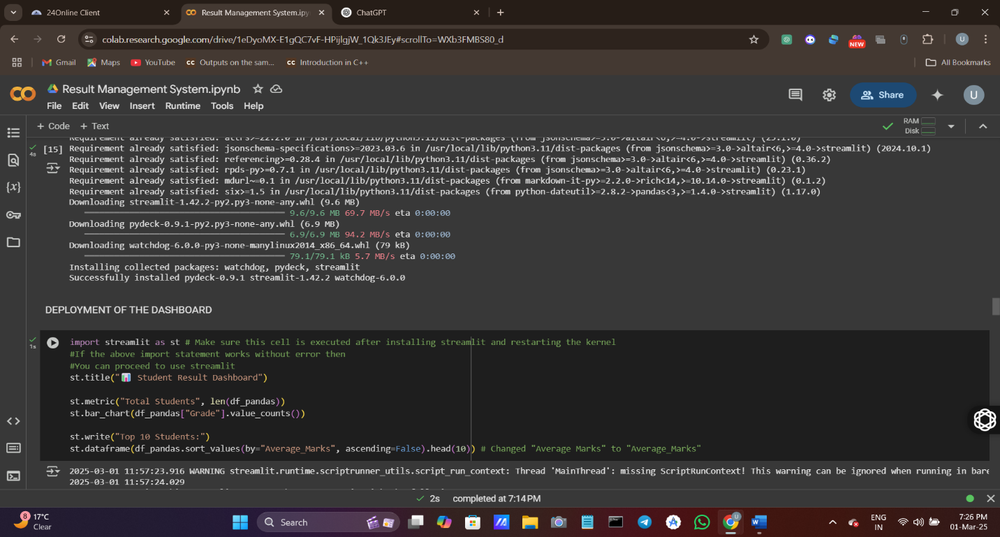 24Online Client
Result Management System.ipy
ChatGPT
colab.research.google.com/drive/1eDyoMX-E1gQC7vF-HPijlgjW_1Qk3JEy#scrollTo=WXb3FMBS80_d
NEW
U
Gmail
Maps
YouTube
CC Outputs on the sam...
CC Introduction in C++
All Bookmarks
Result Management System.ipynb
File Edit View Insert Runtime Tools Help
Share
U
+ Code + Text
RAM
Disk
Requirement already satisfied: attrs>=22.2.0 in /usr/local/lib/python3.11/dist-packages (from jsonschema>=3.0->altair<6,>=4.0->streamlit) (25.1.0)
4s
[15] Requirement already satisfied: jsonschema-specifications>=2023.03.6 in /usr/local/lib/python3.11/dist-packages (from jsonschema>=3.0->altair<6,>=4.0->streamlit) (2024.10.1)
Requirement already satisfied: referencing>=0.28.4 in /usr/local/lib/python3.11/dist-packages (from jsonschema>=3.0->altair<6,>=4.0->streamlit) (0.36.2)
Requirement already satisfied: rpds-py>=0.7.1 in /usr/local/lib/python3.11/dist-packages (from jsonschema>=3.0->altair<6,>=4.0->streamlit) (0.23.1)
Requirement already satisfied: mdurl~=0.1 in /usr/local/lib/python3.11/dist-packages (from markdown-it-py>=2.2.0->rich<14,>=10.14.0->streamlit) (0.1.2)
Requirement already satisfied: six>=1.5 in /usr/local/lib/python3.11/dist-packages (from python-dateutil>=2.8.2->pandas<3,>=1.4.0->streamlit) (1.17.0)
Downloading streamlit-1.42.2-py2.py3-none-any.whl (9.6 MB)
9.6/9.6 MB 69.7 MB/s eta 0:00:00
Downloading pydeck-0.9.1-py2.py3-none-any.whl (6.9 MB)
6.9/6.9 MB 94.2 MB/s eta 0:00:00
Downloading watchdog-6.0.0-py3-none-manylinux2014_x86_64.whl (79 kB)
79.1/79.1 kB 5.7 MB/s eta 0:00:00
Installing collected packages: watchdog, pydeck, streamlit
Successfully installed pydeck-0.9.1 streamlit-1.42.2 watchdog-6.0.0
DEPLOYMENT OF THE DASHBOARD
1s
import streamlit as st # Make sure this cell is executed after installing streamlit and restarting the kernel
#If the above import statement works without error then
#You can proceed to use streamlit
st.title("📊 Student Result Dashboard")
st.metric("Total Students", len(df_pandas))
st.bar_chart(df_pandas["Grade"].value_counts())
st.write("Top 10 Students:")
st.dataframe(df_pandas.sort_values(by="Average_Marks", ascending=False).head(10)) # Changed "Average Marks" to "Average_Marks"
2025-03-01 11:57:23.916 WARNING streamlit.runtime.scriptrunner_utils.script_run_context: Thread 'MainThread': missing ScriptRunContext! This warning can be ignored when running in bare
2025-03-01 11:57:24.029
2s completed at 7:14 PM
8
17°C
Clear
Search
U
ENG
IN
7:26 PM
01-Mar-25